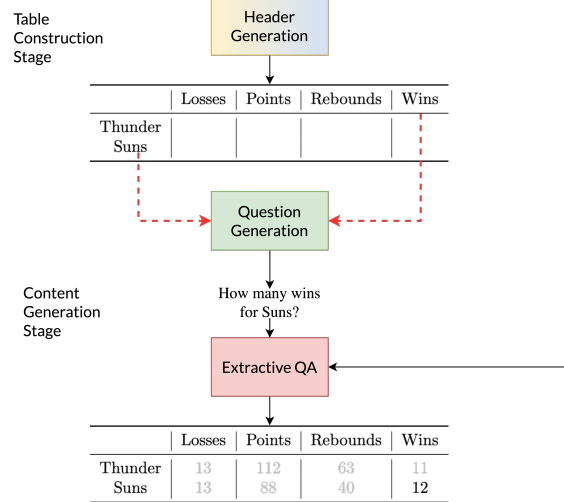 Table
Construction
Stage
Header
Generation
Losses Points Rebounds Wins
Thunder
Suns
Question
Generation
Content
Generation
Stage
How many wins
for Suns?
Extractive QA
Losses Points Rebounds Wins
Thunder 13 112 63 11
Suns 13 88 40 12